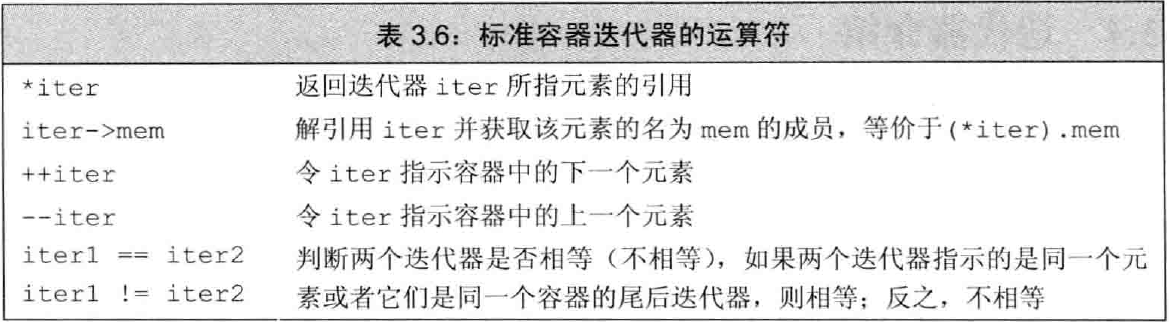 表 3.6：标准容器迭代器的运算符
*iter 返回迭代器 iter 所指元素的引用
iter->mem 解引用 iter 并获取该元素的名为 mem 的成员，等价于(*iter).mem
++iter 令 iter 指示容器中的下一个元素
--iter 令 iter 指示容器中的上一个元素
iter1 == iter2 判断两个迭代器是否相等（不相等），如果两个迭代器指示的是同一个元
iter1 != iter2 素或者它们是同一个容器的尾后迭代器，则相等；反之，不相等